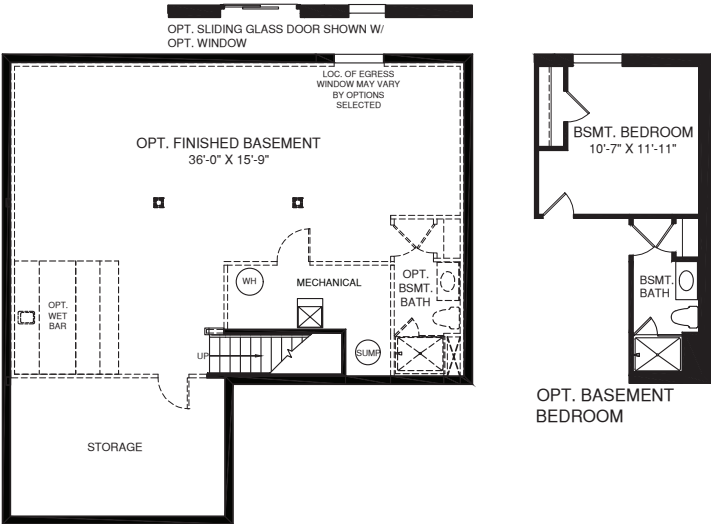 OPT. SLIDING GLASS DOOR SHOWN W/
OPT. WINDOW
LOC. OF EGRESS
WINDOW MAY VARY
BY OPTIONS
SELECTED
OPT. FINISHED BASEMENT
36'-0" X 15'-9"
WH
MECHANICAL
OPT.
BSMT.
BATH
OPT.
WET
BAR
UP
SUMP
STORAGE
BSMT. BEDROOM
10'-7" X 11'-11"
BSMT.
BATH
OPT. BASEMENT
BEDROOM